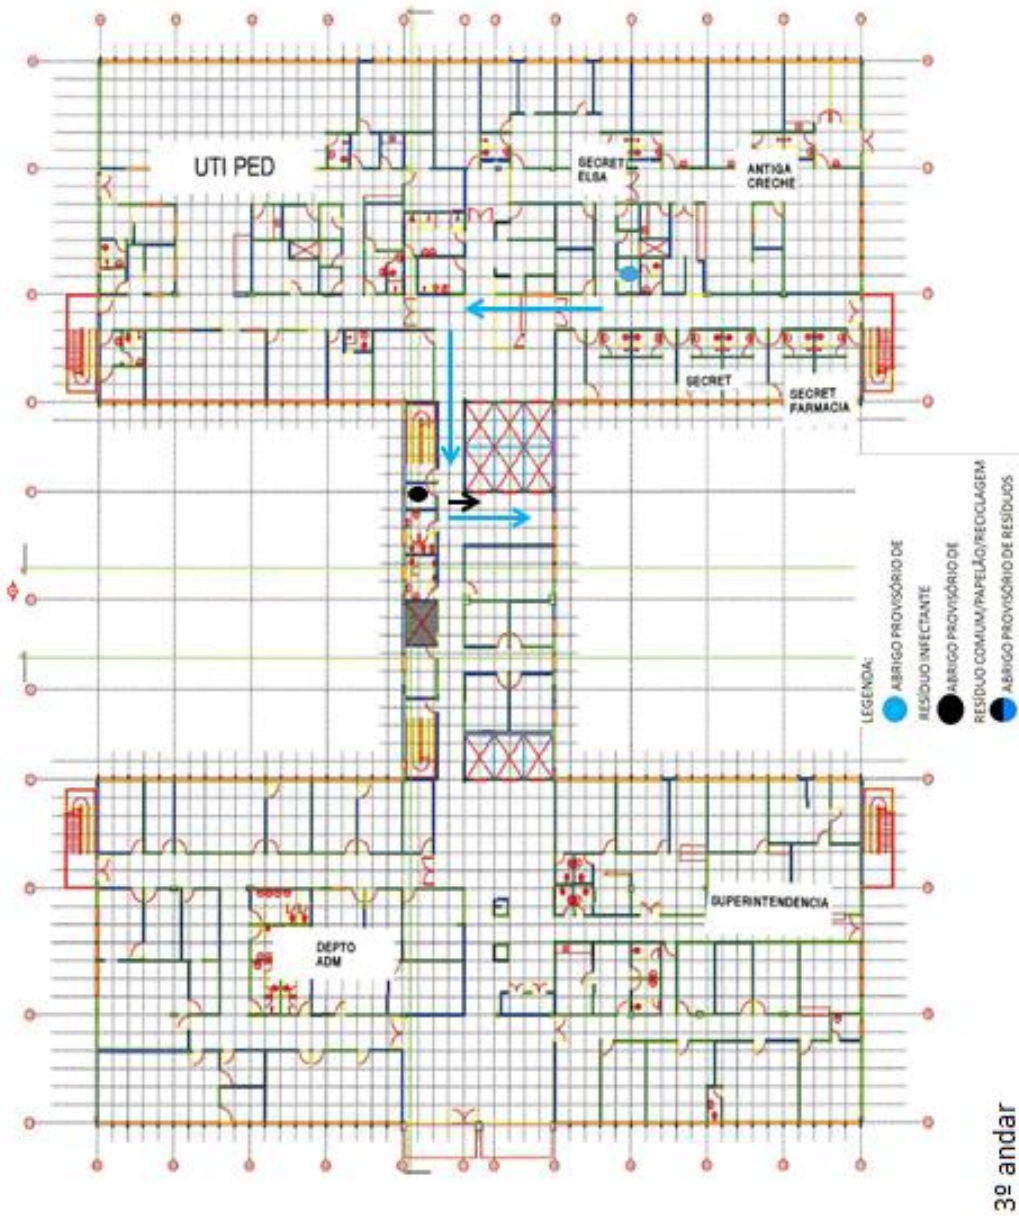 UTI PED
SECRET
ELSA
ANTIGA
CRECHE
SECRET
SECRET
FARMACIA
LEGENDA:
ABRIGO PROVISÓRIO DE
RESÍDUO INFECTANTE
ABRIGO PROVISÓRIO DE
RESÍDUO COMUM/PAPELÃO/RECICLAGEM
ABRIGO PROVISÓRIO DE RESÍDUOS
SUPERINTENDENCIA
DEPTO
ADM
3º andar